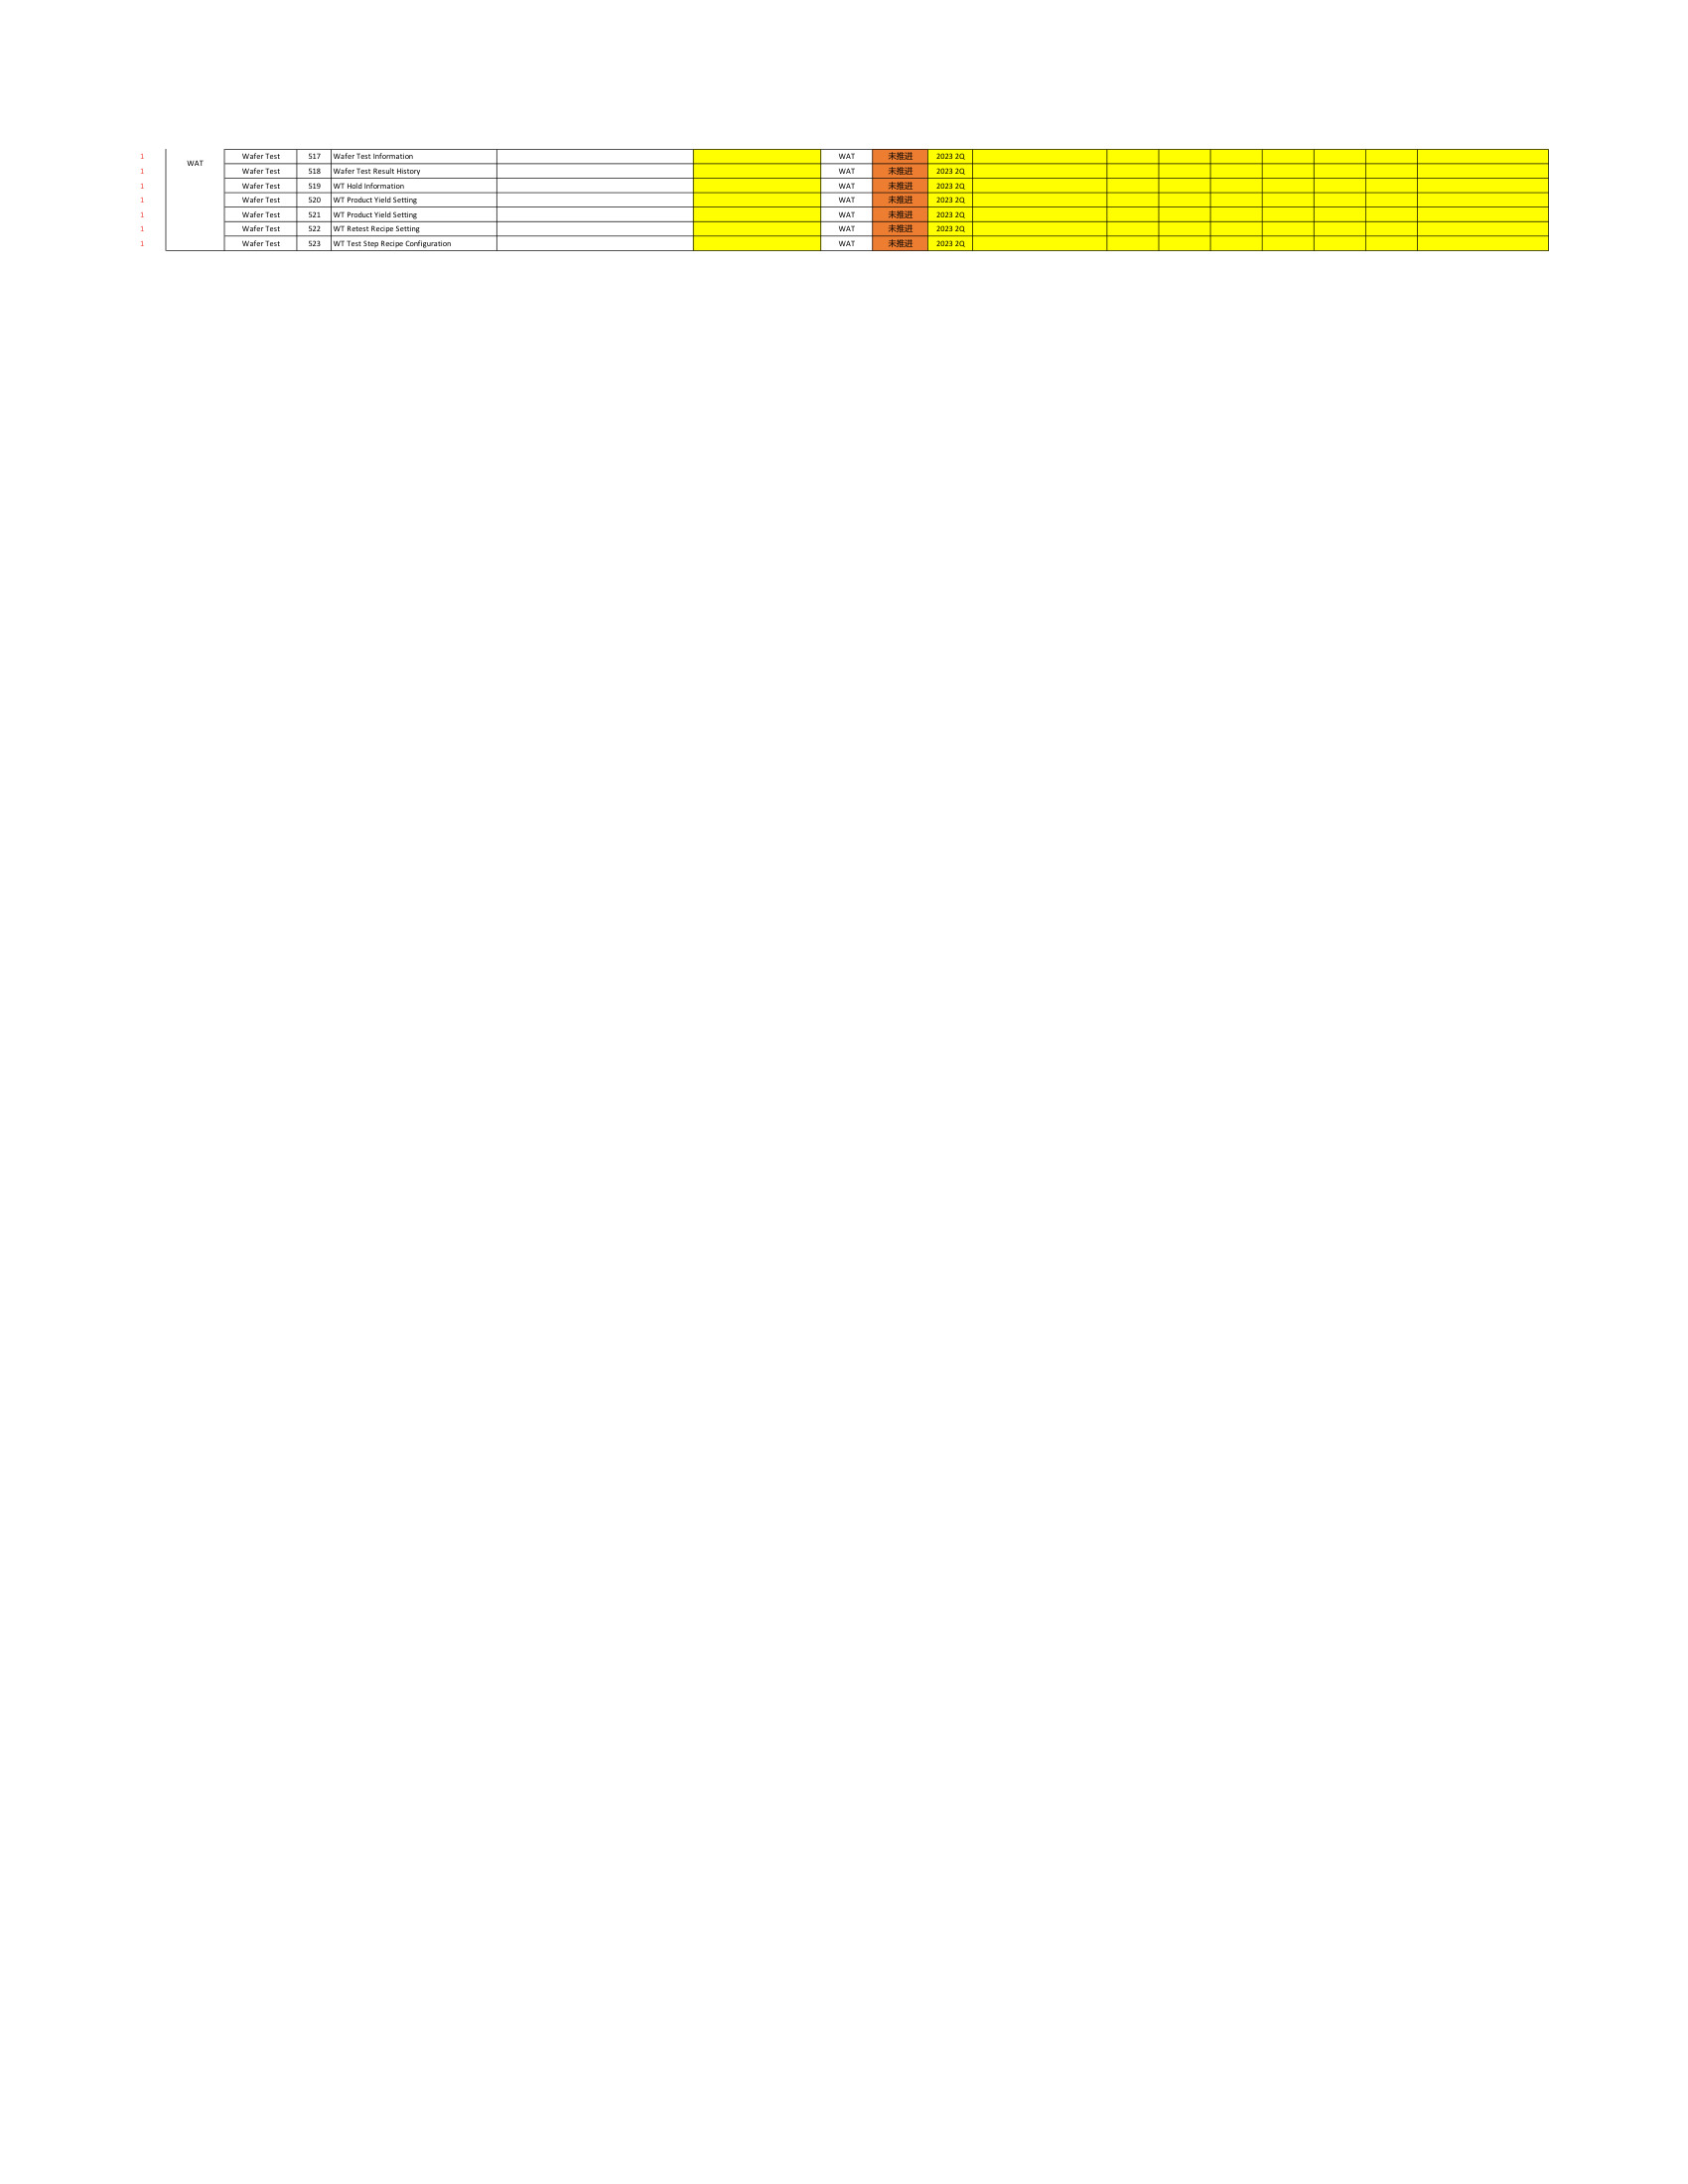 1 Wafer Test 517 Wafer Test Information WAT 未推进 2023 2Q
WAT
1 Wafer Test 518 Wafer Test Result History WAT 未推进 2023 2Q
1 Wafer Test 519 WT Hold Information WAT 未推进 2023 2Q
1 Wafer Test 520 WT Product Yield Setting WAT 未推进 2023 2Q
1 Wafer Test 521 WT Product Yield Setting WAT 未推进 2023 2Q
1 Wafer Test 522 WT Retest Recipe Setting WAT 未推进 2023 2Q
1 Wafer Test 523 WT Test Step Recipe Configuration WAT 未推进 2023 2Q